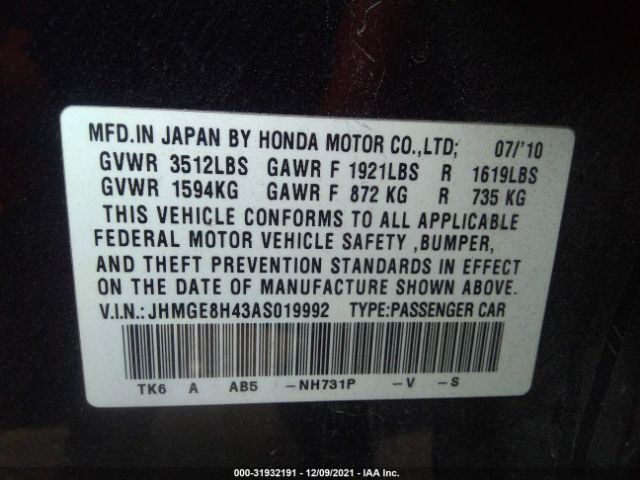 MFD.IN JAPAN BY HONDA MOTOR CO.,LTD; 07/'10
GVWR 3512LBS GAWR F 1921LBS R 1619LBS
GVWR 1594KG GAWR F 872 KG R 735 KG
THIS VEHICLE CONFORMS TO ALL APPLICABLE
FEDERAL MOTOR VEHICLE SAFETY ,BUMPER,
AND THEFT PREVENTION STANDARDS IN EFFECT
ON THE DATE OF MANUFACTURE SHOWN ABOVE.
V.I.N.: JHMGE8H43AS019992 TYPE:PASSENGER CAR
TK6 A AB5 -NH731P -V -S
000-31932191 - 12/09/2021 - IAA Inc.